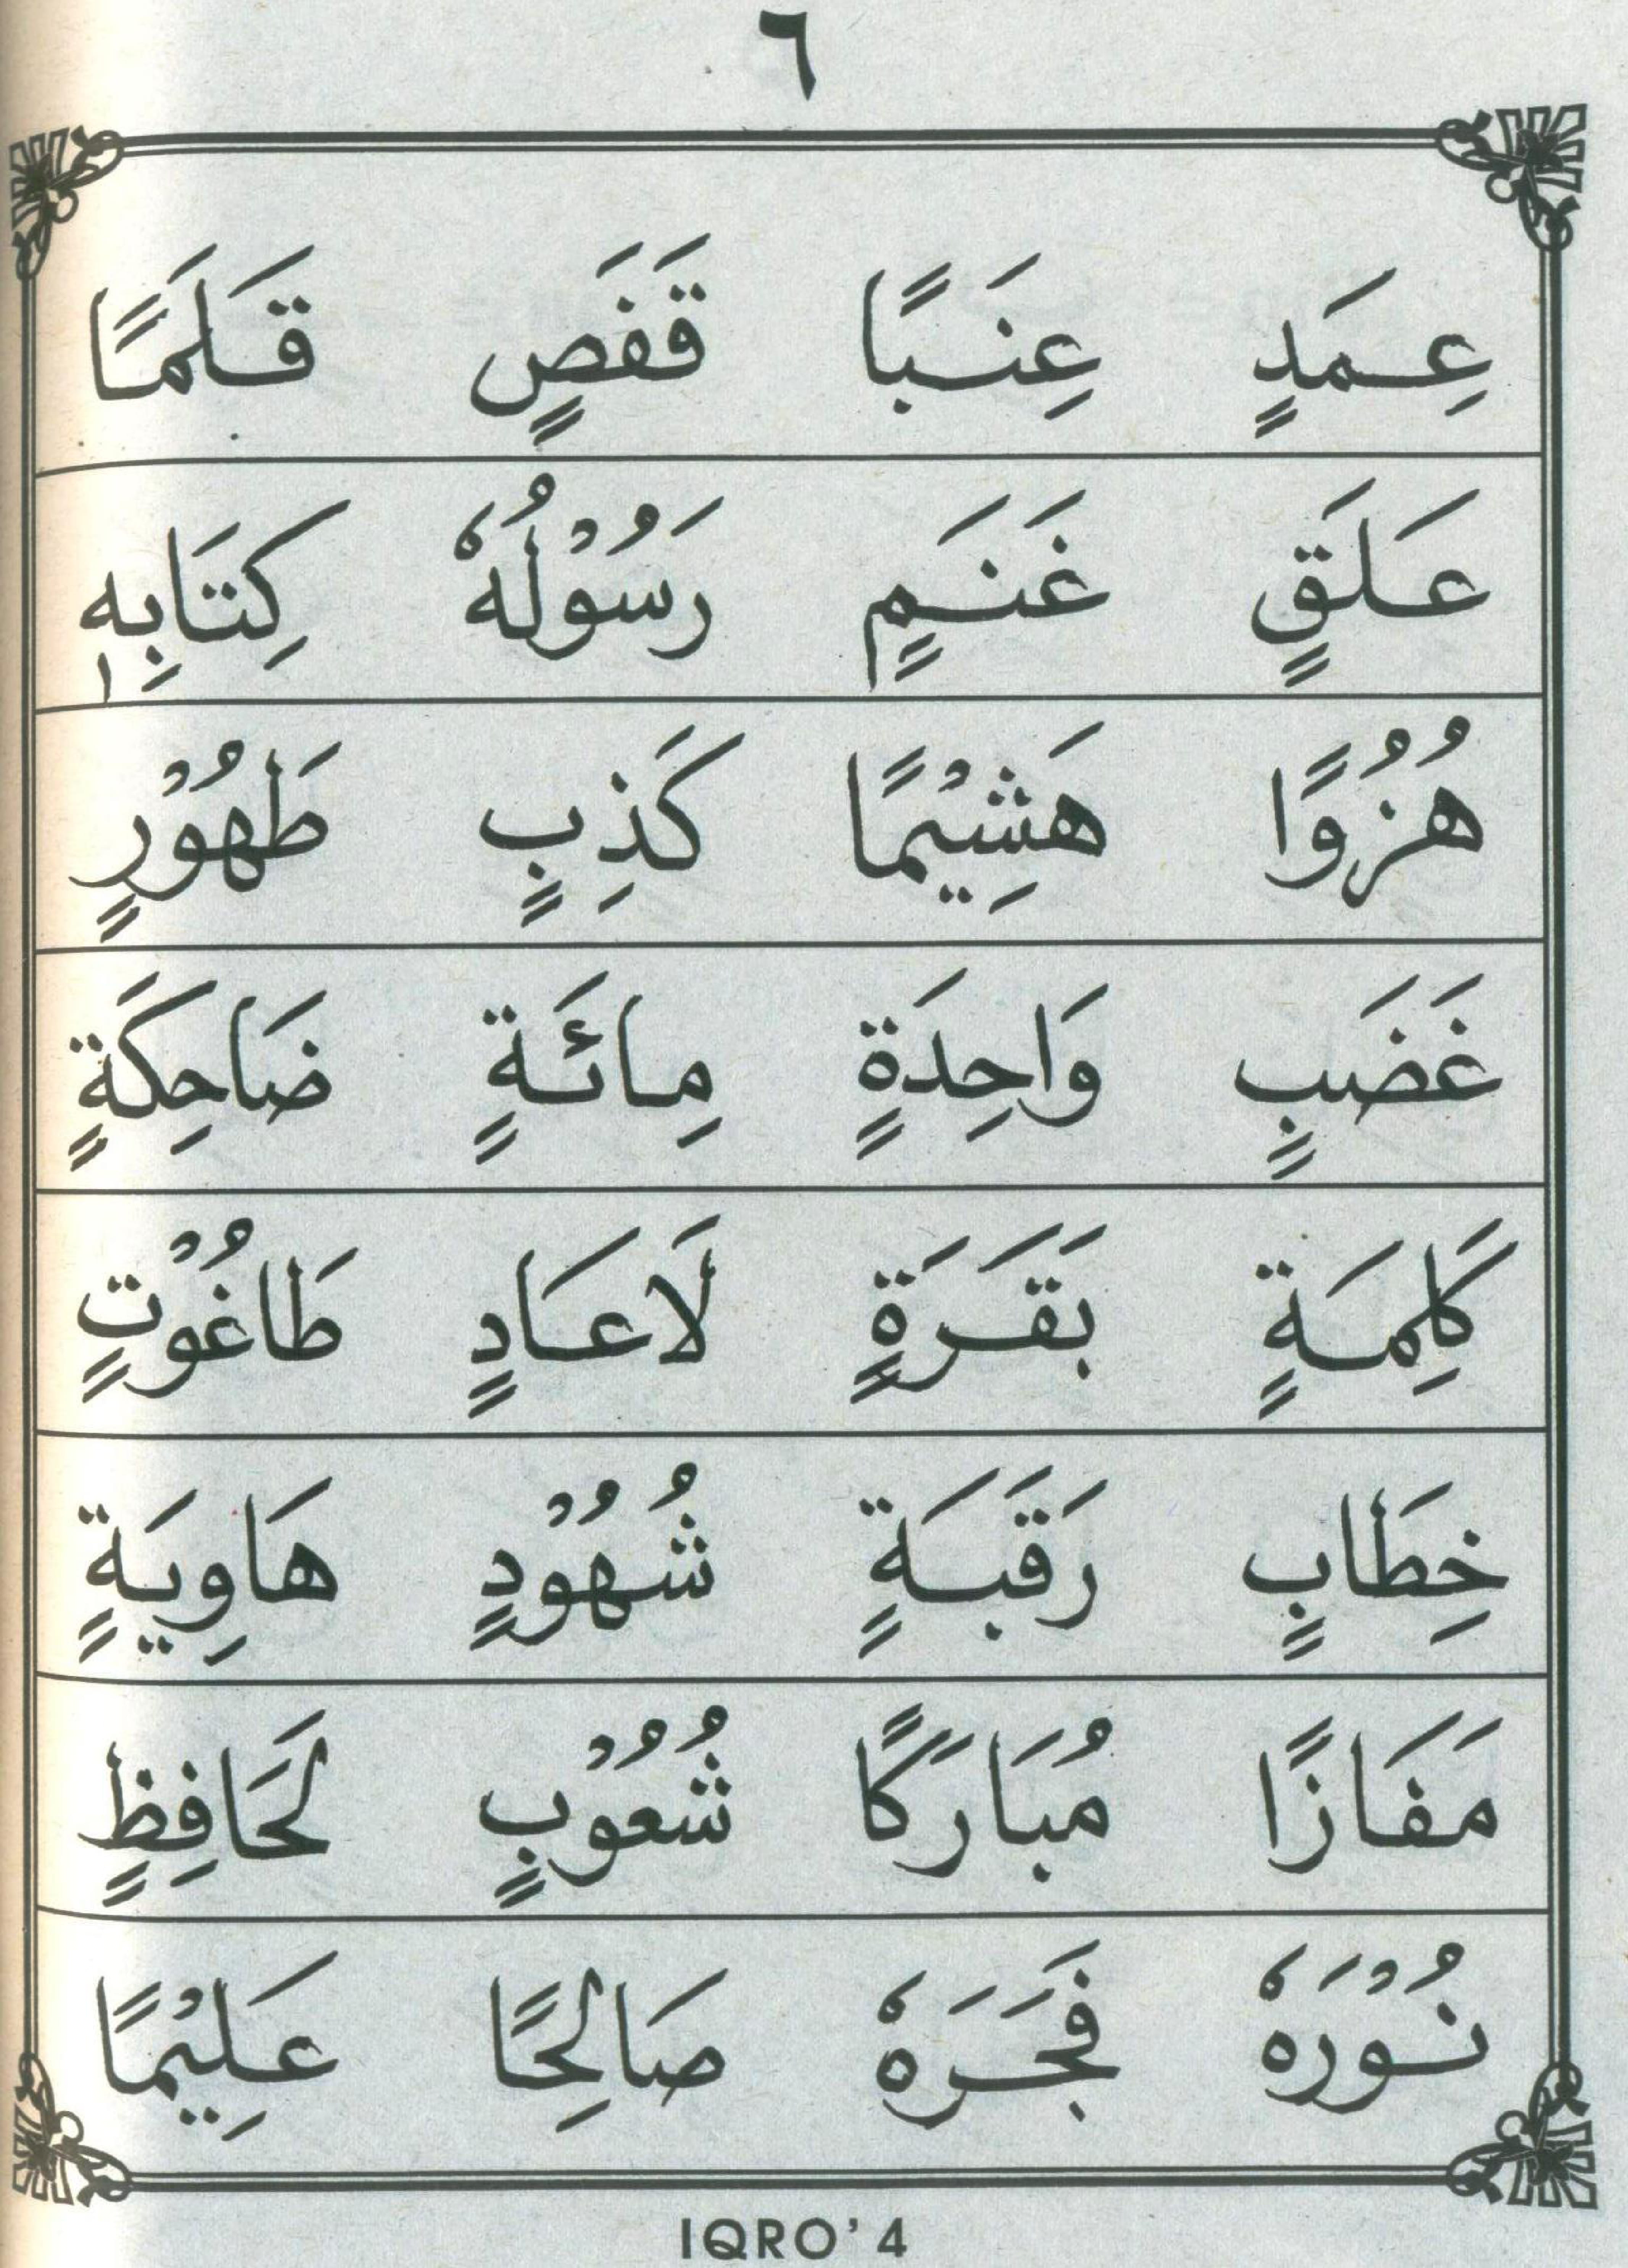 ٦
عِمَدٍ عِنَبًا قَفَصٍ قَلَمًا
عَلَقٍ غَنَمٍ رَسُوْلُهٗ كِتَابِهٖ
هُزُوًا هَشِيْمًا كَذِبٍ طَهُوْرٍ
غَضَبٍ وَاحِدَةٍ مِائَةٍ ضَاحِكَةٍ
كَلِمَةٍ بَقَرَةٍ لَاعَادٍ طَاغُوْتٍ
خِطَابٍ رَقَبَةٍ شُهُوْدٍ هَاوِيَةٍ
مَفَازًا مُبَارَكًا شُعُوْبٍ لَحَافِظٍ
نُوْرَهٗ فَجَرَهٗ صَالِحًا عَلِيْمًا
IQRO'4